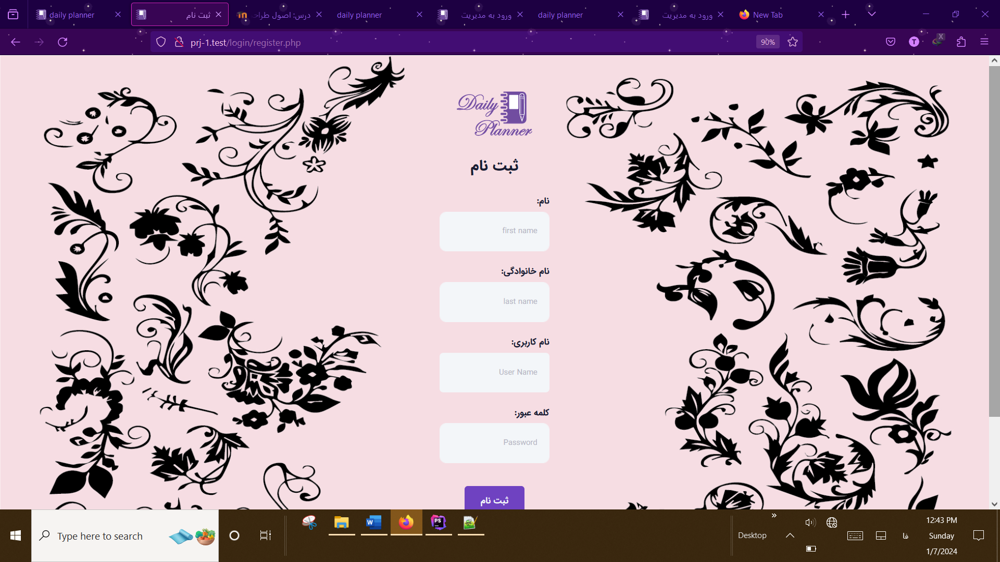 daily planner
ثبت نام
درس: اصول طراحـ
daily planner
ورود به مدیریت
daily planner
ورود به مدیریت
New Tab
prj-1.test/login/register.php
90%
T
X
Daily
Planner
ثبت نام
نام:
first name
نام خانوادگی:
last name
نام کاربری:
User Name
کلمه عبور:
Password
ثبت نام
Type here to search
W
PS
Desktop
فا
12:43 PM
Sunday
1/7/2024